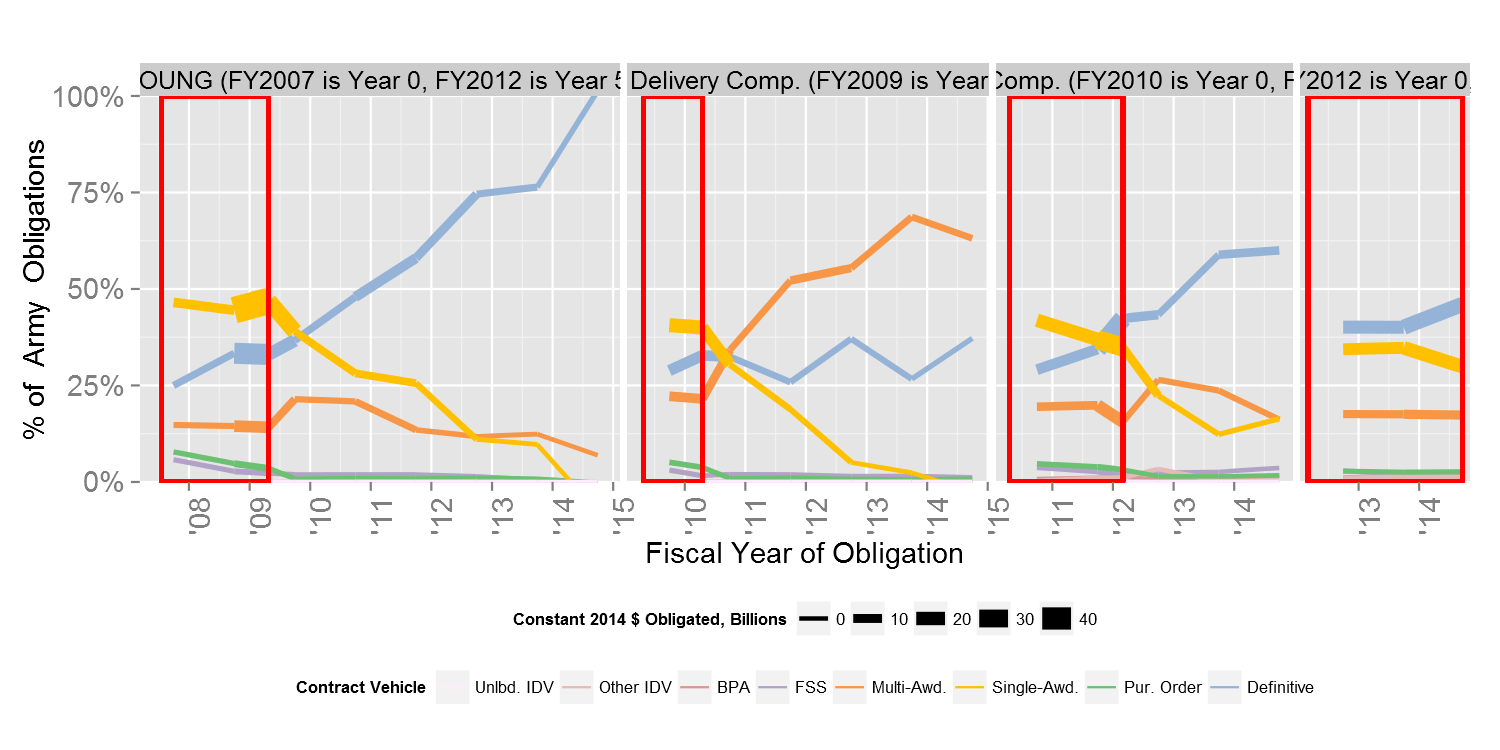 OUNG (FY2007 is Year 0, FY2012 is Year 5
Delivery Comp. (FY2009 is Year
Comp. (FY2010 is Year 0, F
Y2012 is Year 0,
100%
75%
50%
25%
0%
% of Army Obligations
'08 '09 '10 '11 '12 '13 '14 '15
'10 '11 '12 '13 '14 '15
'11 '12 '13 '14
'13 '14
Fiscal Year of Obligation
Constant 2014 $ Obligated, Billions 0 10 20 30 40
Contract Vehicle Unlbd. IDV Other IDV BPA FSS Multi-Awd. Single-Awd. Pur. Order Definitive